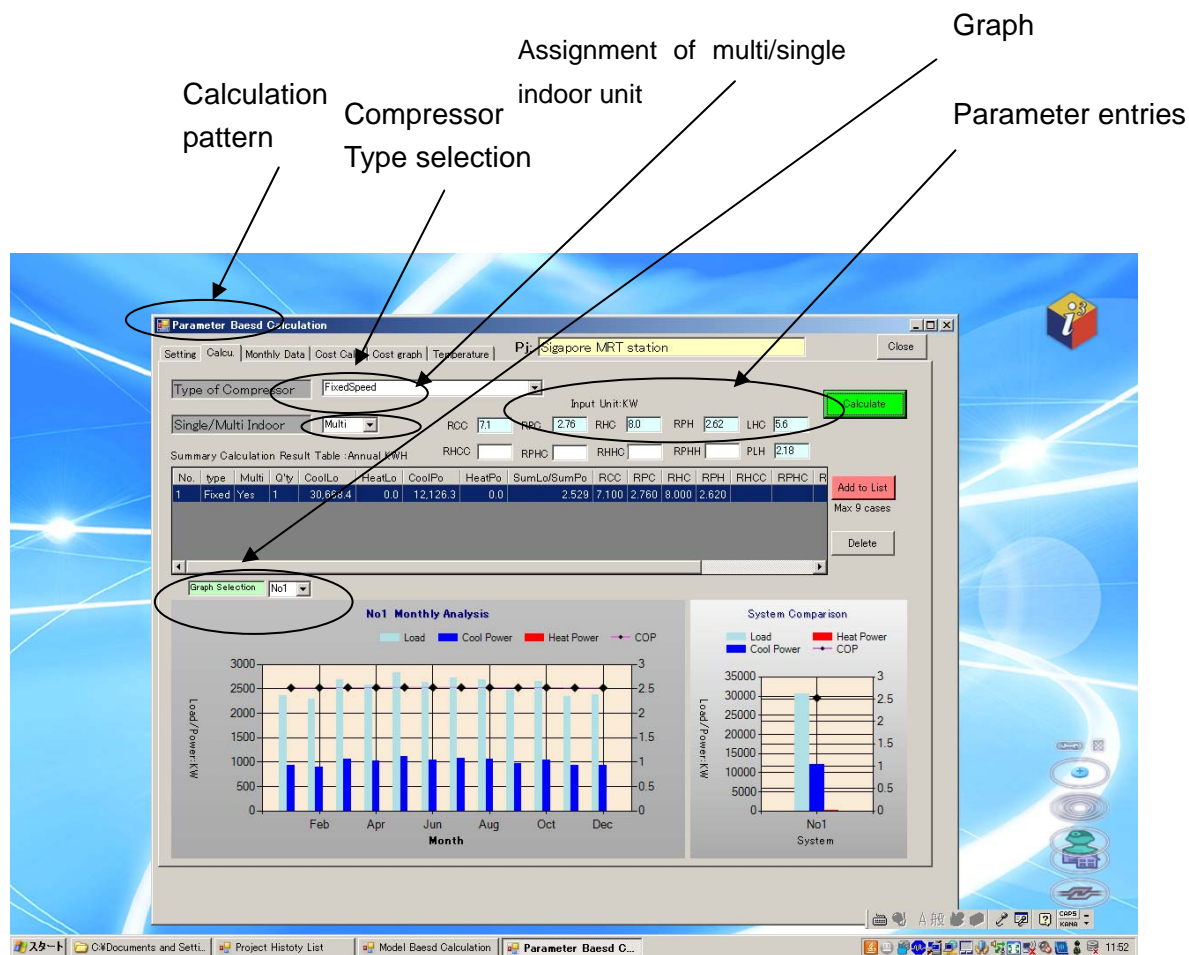 Graph
Assignment of multi/single
indoor unit
Calculation
pattern
Compressor
Type selection
Parameter entries
i3
Parameter Baesd Calculation
Setting Calcu. Monthly Data Cost Cal Cost graph Temperature
Pj: Sigapore MRT station
Close
Type of Compressor FixedSpeed
Input Unit:KW
Calculate
Single/Multi Indoor Multi
RCC 7.1 RPC 2.76 RHC 8.0 RPH 2.62 LHC 5.6
RHCC RPHC RHHC RPHH PLH 2.18
Summary Calculation Result Table :Annual KWH
No. type Multi Q'ty CoolLo HeatLo CoolPo HeatPo SumLo/SumPo RCC RPC RHC RPH RHCC RPHC R
1 Fixed Yes 1 30,668.4 0.0 12,126.3 0.0 2.529 7.100 2.760 8.000 2.620
Add to List
Max 9 cases
Delete
Graph Selection No1
No1 Monthly Analysis
Load Cool Power Heat Power COP
3000
2500
2000
1500
1000
500
0
3
2.5
2
1.5
1
0.5
0
Load/Power:KW
Feb Apr Jun Aug Oct Dec
Month
System Comparison
Load Heat Power
Cool Power COP
35000
30000
25000
20000
15000
10000
5000
0
3
2.5
2
1.5
1
0.5
0
Load/Power:KW
No1
System
A 般
CAPS
KANA
スタート C:¥Documents and Setti... Project Histoty List Model Baesd Calculation Parameter Baesd C... 11:52